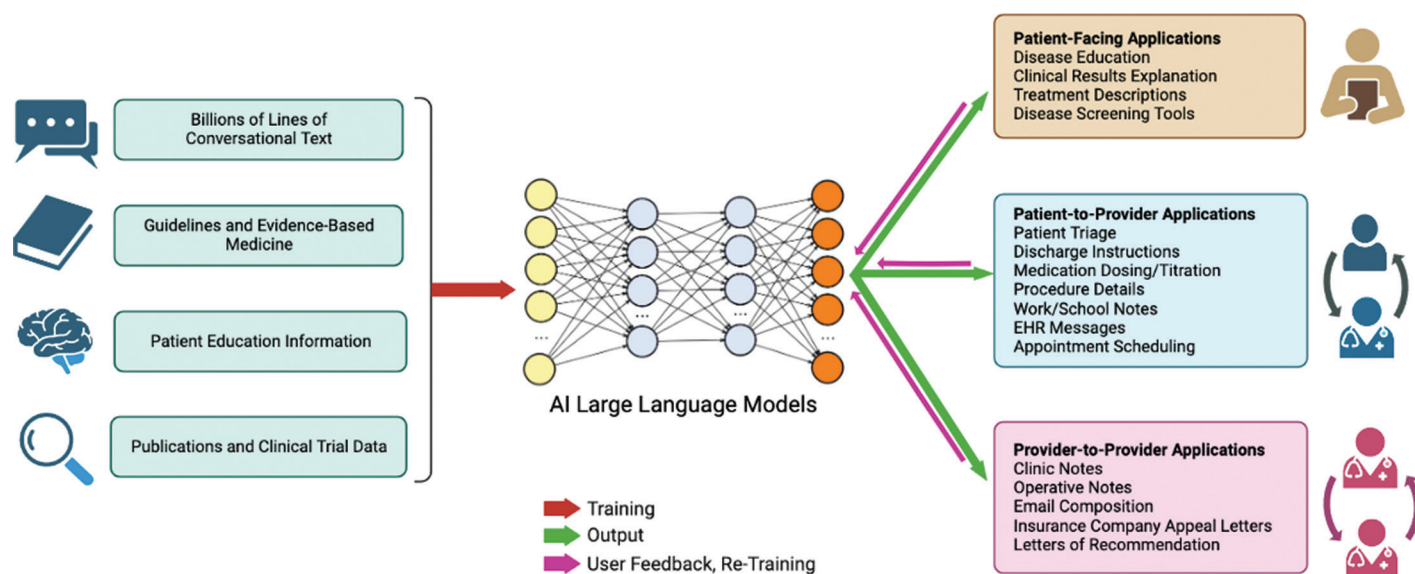 Billions of Lines of
Conversational Text
Guidelines and Evidence-Based
Medicine
Patient Education Information
Publications and Clinical Trial Data
...
...
...
...
AI Large Language Models
Training
Output
User Feedback, Re-Training
Patient-Facing Applications
Disease Education
Clinical Results Explanation
Treatment Descriptions
Disease Screening Tools
Patient-to-Provider Applications
Patient Triage
Discharge Instructions
Medication Dosing/Titration
Procedure Details
Work/School Notes
EHR Messages
Appointment Scheduling
Provider-to-Provider Applications
Clinic Notes
Operative Notes
Email Composition
Insurance Company Appeal Letters
Letters of Recommendation